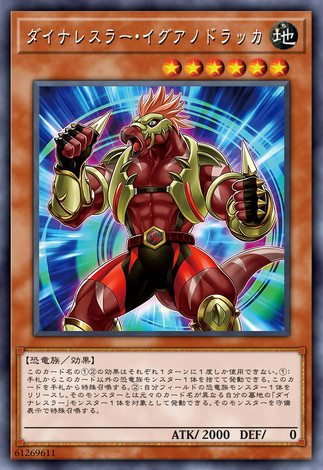 ダイナレスラー・イグアノドラッカ
地
【恐竜族／効果】
このカード名の①②の効果はそれぞれ１ターンに１度しか使用できない。①：
手札からこのカード以外の恐竜族モンスター１体を捨てて発動できる。このカ
ードを手札から特殊召喚する。②：自分フィールドの恐竜族モンスター１体を
リリースし、そのモンスターとは元々のカード名が異なる自分の墓地の「ダイ
ナレスラー」モンスター１体を対象として発動できる。そのモンスターを守備
表示で特殊召喚する。
ATK/ 2000 DEF/ 0
61269611